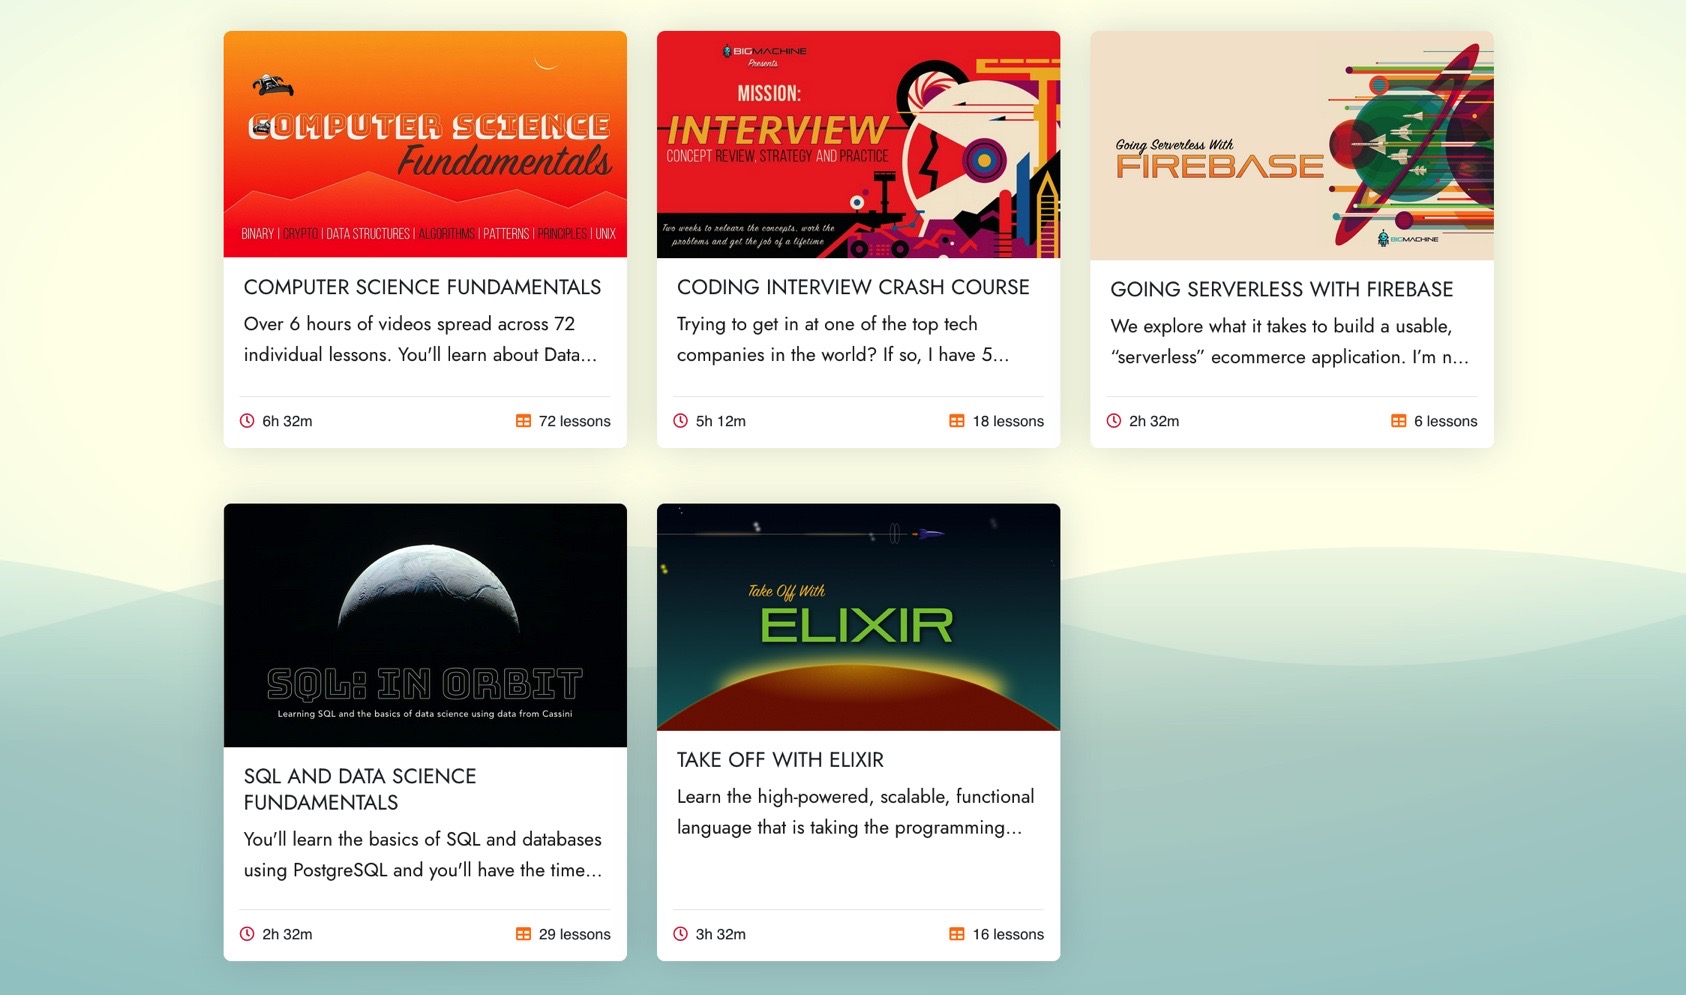 COMPUTER SCIENCE
Fundamentals
BINARY | CRYPTO | DATA STRUCTURES | ALGORITHMS | PATTERNS | PRINCIPLES | UNIX
COMPUTER SCIENCE FUNDAMENTALS
Over 6 hours of videos spread across 72
individual lessons. You'll learn about Data...
6h 32m
72 lessons
BIGMACHINE
Presents
MISSION:
INTERVIEW
CONCEPT REVIEW, STRATEGY AND PRACTICE
Two weeks to relearn the concepts, work the
problems and get the job of a lifetime
CODING INTERVIEW CRASH COURSE
Trying to get in at one of the top tech
companies in the world? If so, I have 5...
5h 12m
18 lessons
Going Serverless With
FIREBASE
BIGMACHINE
GOING SERVERLESS WITH FIREBASE
We explore what it takes to build a usable,
“serverless” ecommerce application. I’m n...
2h 32m
6 lessons
SQL: IN ORBIT
Learning SQL and the basics of data science using data from Cassini
SQL AND DATA SCIENCE
FUNDAMENTALS
You'll learn the basics of SQL and databases
using PostgreSQL and you'll have the time...
2h 32m
29 lessons
Take Off With
ELIXIR
TAKE OFF WITH ELIXIR
Learn the high-powered, scalable, functional
language that is taking the programming...
3h 32m
16 lessons